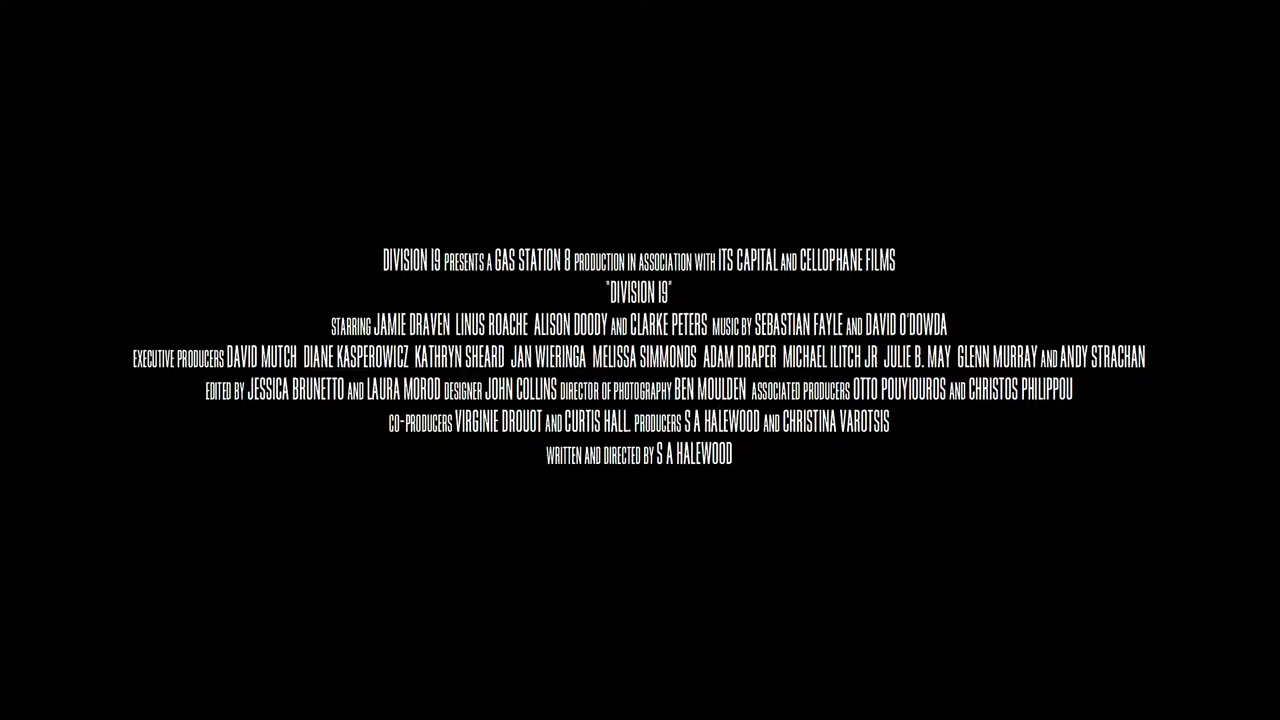 DIVISION 19 PRESENTS A GAS STATION 8 PRODUCTION IN ASSOCIATION WITH ITS CAPITAL AND CELLOPHANE FILMS
"DIVISION 19"
STARRING JAMIE DRAVEN LINUS ROACHE ALISON DOODY AND CLARKE PETERS MUSIC BY SEBASTIAN FAYLE AND DAVID O'DOWDA
EXECUTIVE PRODUCERS DAVID MUTCH DIANE KASPEROWICZ KATHRYN SHEARD JAN WIERINGA MELISSA SIMMONDS ADAM DRAPER MICHAEL ILITCH JR JULIE B. MAY GLENN MURRAY AND ANDY STRACHAN
EDITED BY JESSICA BRUNETTO AND LAURA MOROD DESIGNER JOHN COLLINS DIRECTOR OF PHOTOGRAPHY BEN MOULDEN ASSOCIATED PRODUCERS OTTO POUYIOUROS AND CHRISTOS PHILIPPOU
CO-PRODUCERS VIRGINIE DROUOT AND CURTIS HALL. PRODUCERS S A HALEWOOD AND CHRISTINA VAROTSIS
WRITTEN AND DIRECTED BY S A HALEWOOD